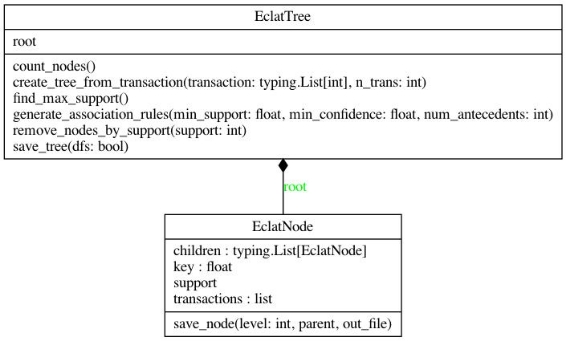 EclatTree
root
count_nodes()
create_tree_from_transaction(transaction: typing.List[int], n_trans: int)
find_max_support()
generate_association_rules(min_support: float, min_confidence: float, num_antecedents: int)
remove_nodes_by_support(support: int)
save_tree(dfs: bool)
root
EclatNode
children : typing.List[EclatNode]
key : float
support
transactions : list
save_node(level: int, parent, out_file)